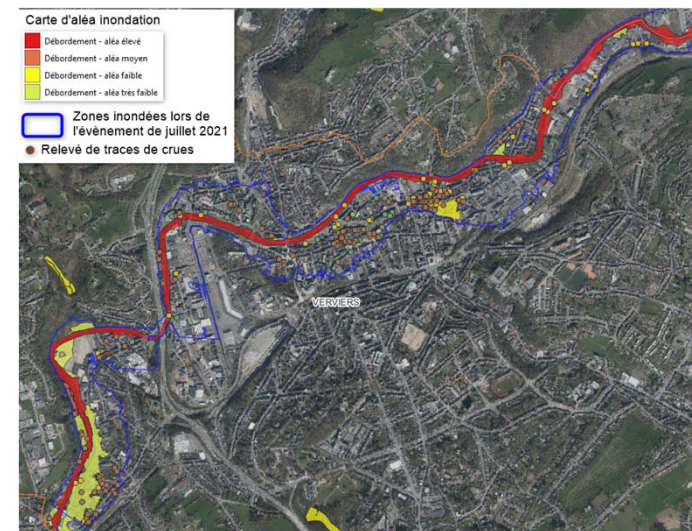 Carte d'aléa inondation
Débordement - aléa élevé
Débordement - aléa moyen
Débordement - aléa faible
Débordement - aléa très faible
Zones inondées lors de
l'évènement de juillet 2021
Relevé de traces de crues
VERVIERS